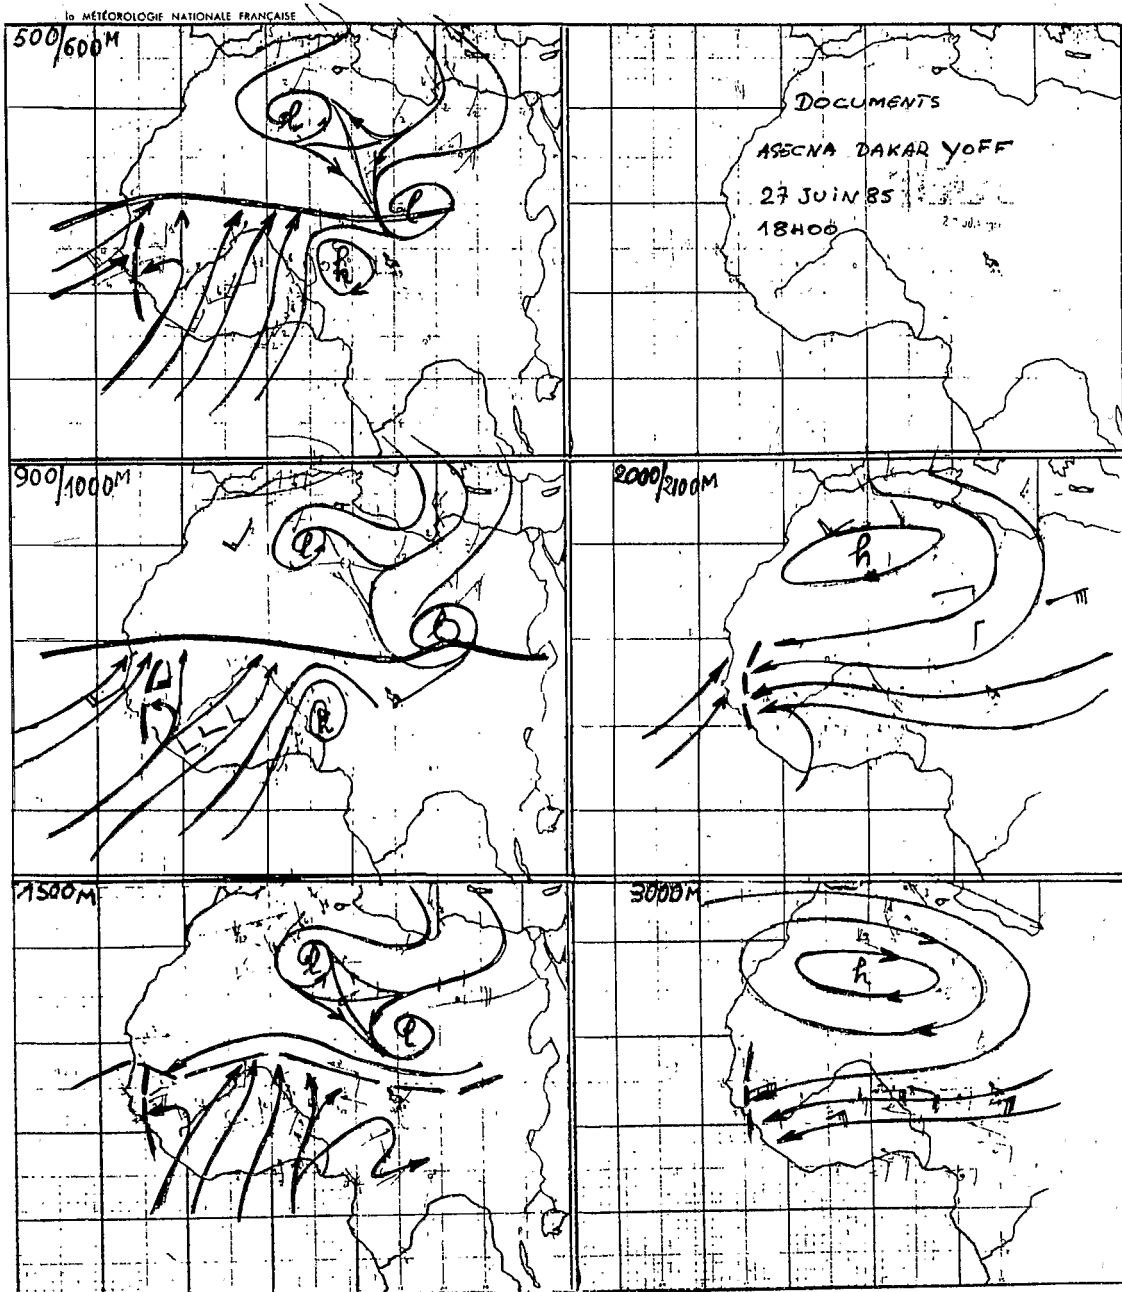 la MÉTÉOROLOGIE NATIONALE FRANÇAISE
500/600M
l
l
h
DOCUMENTS
ASECNA DAKAR YOFF
27 JUIN 85
18H00
900/1000M
l
h
2000/2100M
h
1500M
l
l
3000M
h